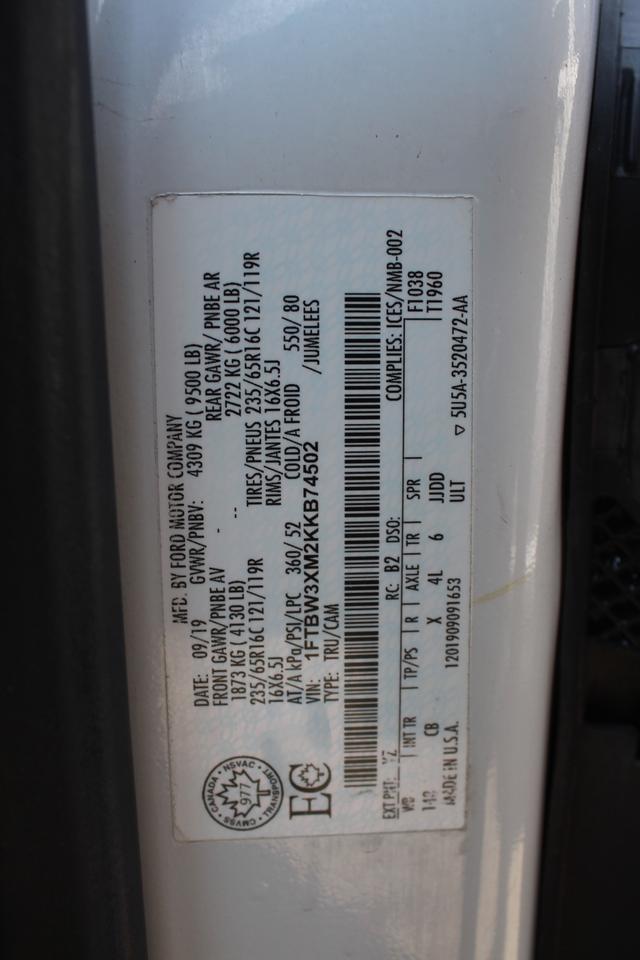 MFD. BY FORD MOTOR COMPANY
DATE: 09/19 GVWR/PNBV: 4309 KG ( 9500 LB)
FRONT GAWR/PNBE AV - REAR GAWR/ PNBE AR
1873 KG ( 4130 LB) -- 2722 KG ( 6000 LB)
235/65R16C 121/119R TIRES/PNEUS 235/65R16C 121/119R
16X6.5J RIMS/JANTES 16X6.5J
AT/A kPa/PSI/LPC 360/ 52 COLD/A FROID 550/ 80
VIN: 1FTBW3XM2KKB74502 /JUMELEES
TYPE: TRU/CAM
CANADA • NSVAC • TRANSPORT • CMVSS
977
EC
COMPLIES: ICES/NMB-002
EXT PNT: YZ RC: B2 DSO: F1038
WB INT TR TP/PS R AXLE TR SPR T1960
148 CB X 4L 6 JJDD
ULT
MADE IN U.S.A. 1201909091653 ▽ 5U5A-3520472-AA